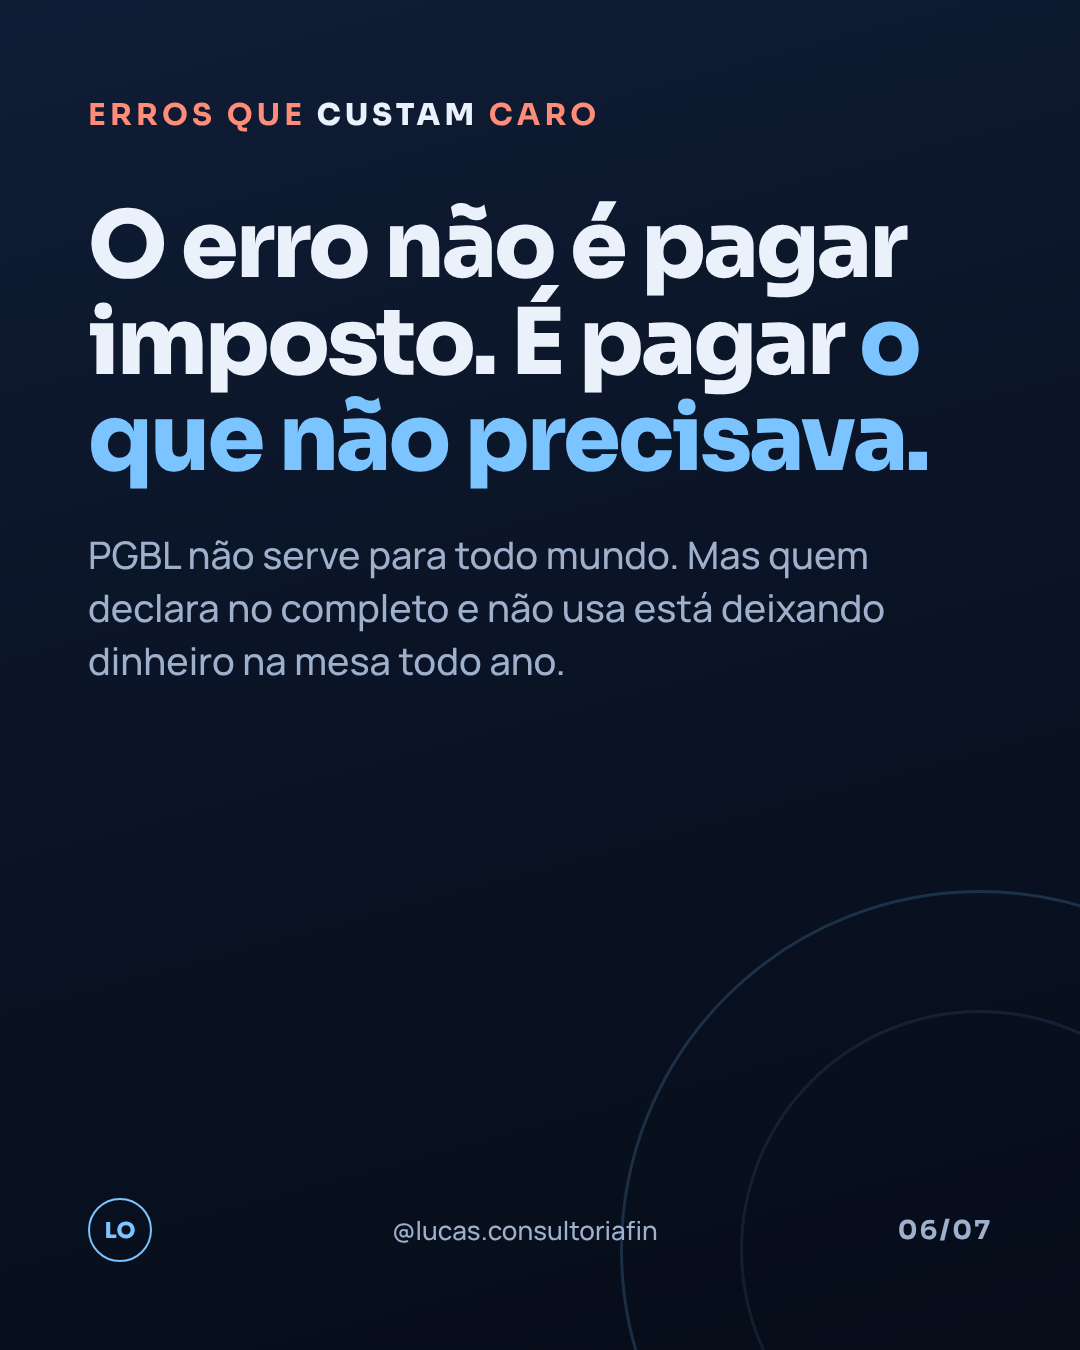 ERROS QUE CUSTAM CARO
O erro não é pagar
imposto. É pagar o
que não precisava.
PGBL não serve para todo mundo. Mas quem
declara no completo e não usa está deixando
dinheiro na mesa todo ano.
LO
@lucas.consultoriafin
06/07